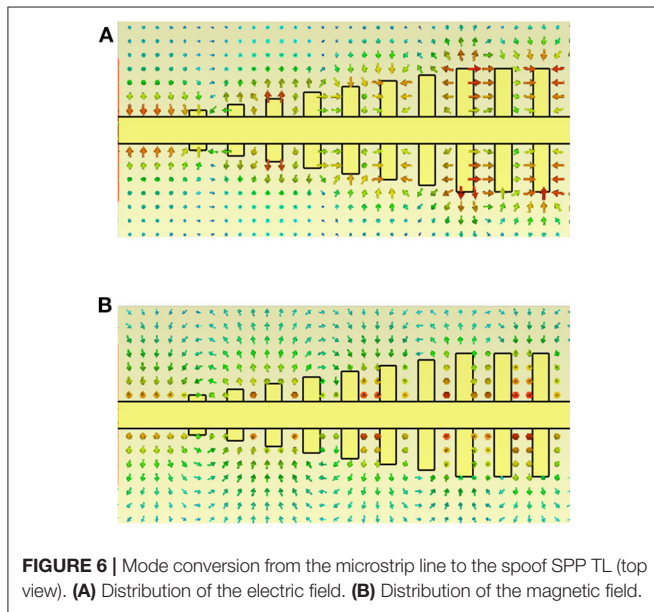 A
B
FIGURE 6 | Mode conversion from the microstrip line to the spoof SPP TL (top
view). (A) Distribution of the electric field. (B) Distribution of the magnetic field.